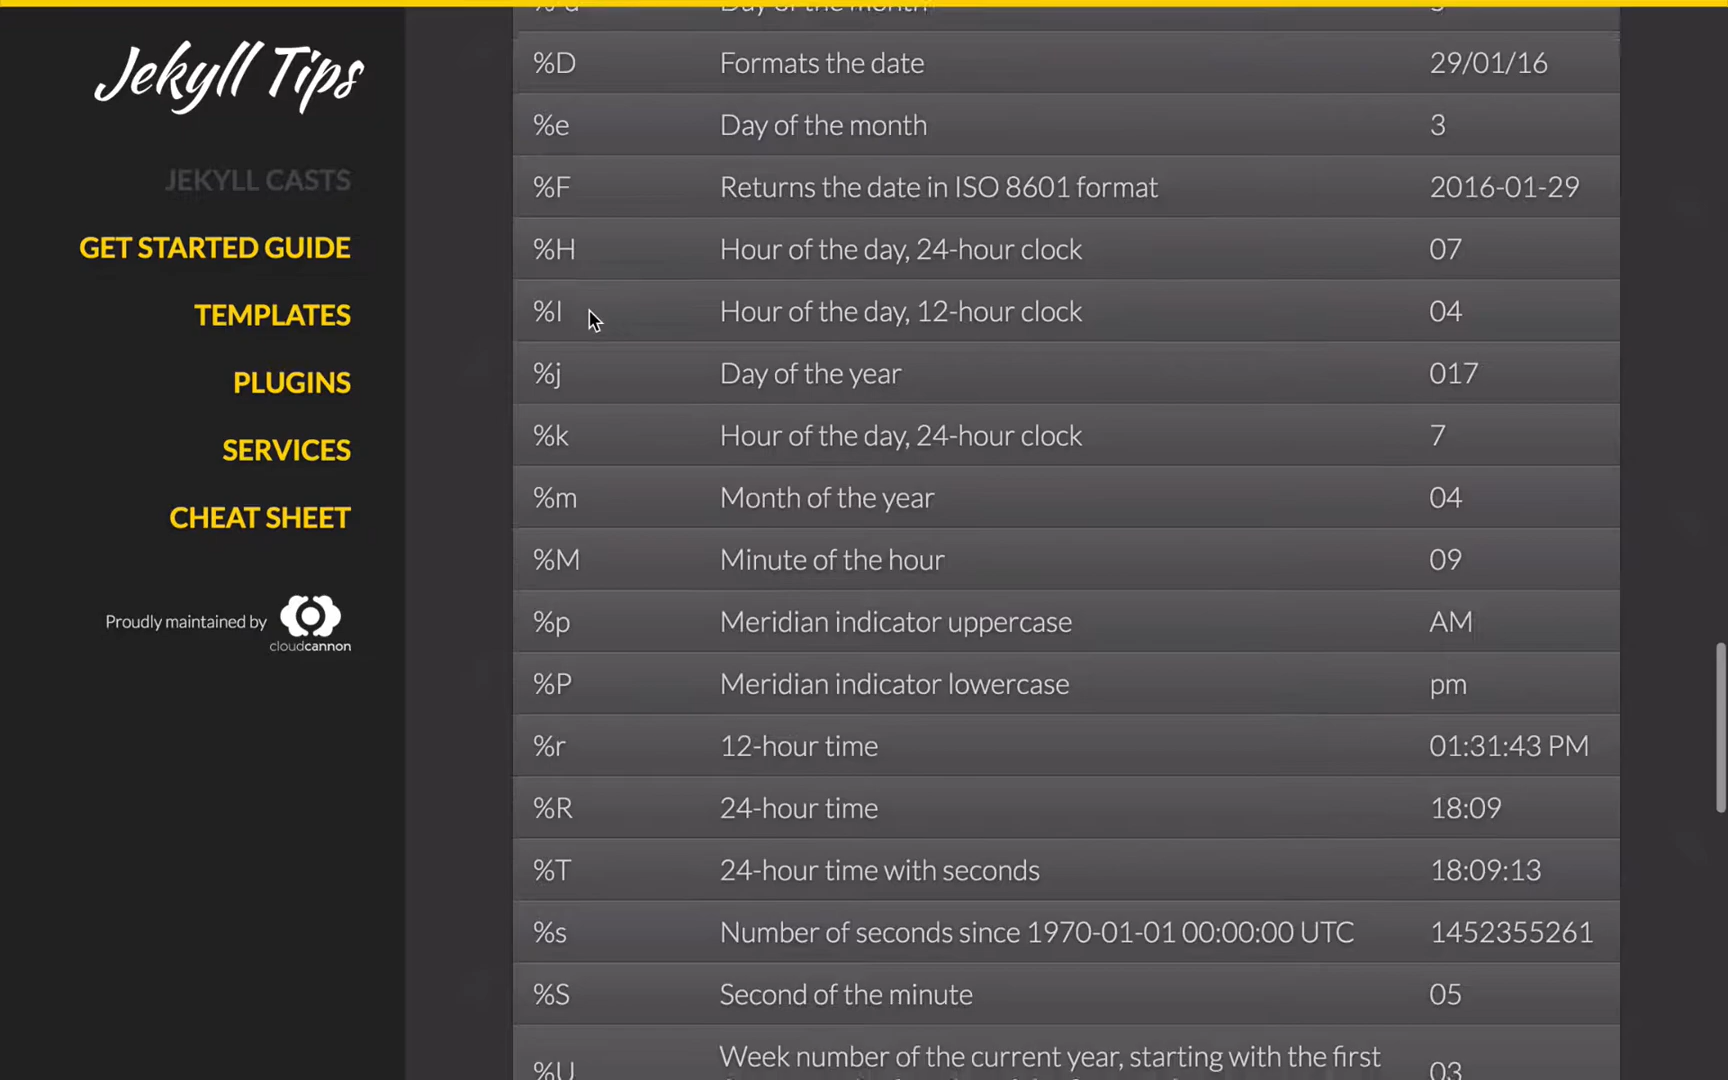 Jekyll Tips
JEKYLL CASTS
GET STARTED GUIDE
TEMPLATES
PLUGINS
SERVICES
CHEAT SHEET
Proudly maintained by
cloudcannon
%d Day of the month 3
%D Formats the date 29/01/16
%e Day of the month 3
%F Returns the date in ISO 8601 format 2016-01-29
%H Hour of the day, 24-hour clock 07
%I Hour of the day, 12-hour clock 04
%j Day of the year 017
%k Hour of the day, 24-hour clock 7
%m Month of the year 04
%M Minute of the hour 09
%p Meridian indicator uppercase AM
%P Meridian indicator lowercase pm
%r 12-hour time 01:31:43 PM
%R 24-hour time 18:09
%T 24-hour time with seconds 18:09:13
%s Number of seconds since 1970-01-01 00:00:00 UTC 1452355261
%S Second of the minute 05
%U Week number of the current year, starting with the first 03